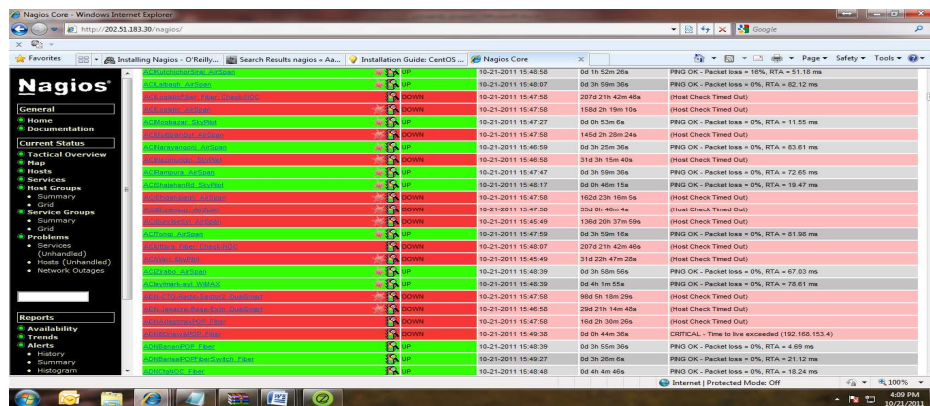 Nagios Core - Windows Internet Explorer
http://202.51.183.30/nagios/
Google
Favorites
Installing Nagios - O'Reilly...
Search Results nagios « Aa...
Installation Guide: CentOS ...
Nagios Core
Page
Safety
Tools
Nagios
General
Home
Documentation
Current Status
Tactical Overview
Map
Hosts
Services
Host Groups
Summary
Grid
Service Groups
Summary
Grid
Problems
Services
(Unhandled)
Hosts (Unhandled)
Network Outages
Reports
Availability
Trends
Alerts
History
Summary
Histogram
UP 10-21-2011 15:48:58 0d 1h 52m 26s PING OK - Packet loss = 16%, RTA = 51.18 ms
ACILalbagh_AirSpan UP 10-21-2011 15:48:07 0d 3h 59m 36s PING OK - Packet loss = 0%, RTA = 82.12 ms
DOWN 10-21-2011 15:47:58 207d 21h 42m 46s (Host Check Timed Out)
DOWN 10-21-2011 15:47:58 158d 2h 19m 10s (Host Check Timed Out)
ACIMogbazar_SkyPilot UP 10-21-2011 15:47:27 0d 0h 53m 6s PING OK - Packet loss = 0%, RTA = 11.55 ms
DOWN 10-21-2011 15:47:58 145d 2h 28m 24s (Host Check Timed Out)
ACINarayangonj_AirSpan UP 10-21-2011 15:46:59 0d 3h 25m 36s PING OK - Packet loss = 0%, RTA = 63.61 ms
DOWN 10-21-2011 15:46:58 31d 3h 15m 40s (Host Check Timed Out)
ACIRampura_AirSpan UP 10-21-2011 15:47:47 0d 3h 59m 36s PING OK - Packet loss = 0%, RTA = 72.65 ms
ACIShajahanRd_SkyPilot UP 10-21-2011 15:48:17 0d 0h 46m 15s PING OK - Packet loss = 0%, RTA = 19.47 ms
DOWN 10-21-2011 15:47:58 162d 23h 16m 5s (Host Check Timed Out)
DOWN (Host Check Timed Out)
DOWN 10-21-2011 15:45:49 136d 20h 37m 59s (Host Check Timed Out)
ACITongi_AirSpan UP 10-21-2011 15:47:59 0d 3h 59m 16s PING OK - Packet loss = 0%, RTA = 81.98 ms
DOWN 10-21-2011 15:48:07 207d 21h 42m 46s (Host Check Timed Out)
DOWN 10-21-2011 15:45:49 31d 22h 47m 28s (Host Check Timed Out)
ACIZirabo_AirSpan UP 10-21-2011 15:48:39 0d 3h 58m 56s PING OK - Packet loss = 0%, RTA = 67.03 ms
UP 10-21-2011 15:46:39 0d 4h 1m 55s PING OK - Packet loss = 0%, RTA = 78.61 ms
DOWN 10-21-2011 15:47:58 98d 5h 18m 29s (Host Check Timed Out)
DOWN 10-21-2011 15:46:58 29d 21h 14m 48s (Host Check Timed Out)
DOWN 10-21-2011 15:47:58 16d 2h 30m 26s (Host Check Timed Out)
DOWN 10-21-2011 15:49:38 0d 0h 44m 36s CRITICAL - Time to live exceeded (192.168.153.4)
ADNBananiPOP_Fiber UP 10-21-2011 15:48:39 0d 3h 55m 36s PING OK - Packet loss = 0%, RTA = 4.69 ms
ADNBarisalPOPFiberSwitch_Fiber UP 10-21-2011 15:49:27 0d 3h 26m 6s PING OK - Packet loss = 0%, RTA = 21.12 ms
ADNCtgNOC_Fiber UP 10-21-2011 15:48:48 0d 4h 4m 46s PING OK - Packet loss = 0%, RTA = 18.24 ms
Internet | Protected Mode: Off
100%
4:09 PM
10/21/2011